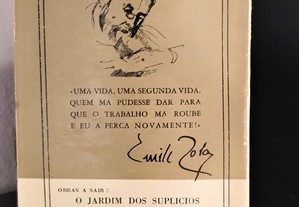 «UMA VIDA, UMA SEGUNDA VIDA.
QUEM MA PUDESSE DAR PARA
QUE O TRABALHO MA ROUBE
E EU A PERCA NOVAMENTE!»
Emile Zola
OBRAS A SAIR:
O JARDIM DOS SUPLICIOS